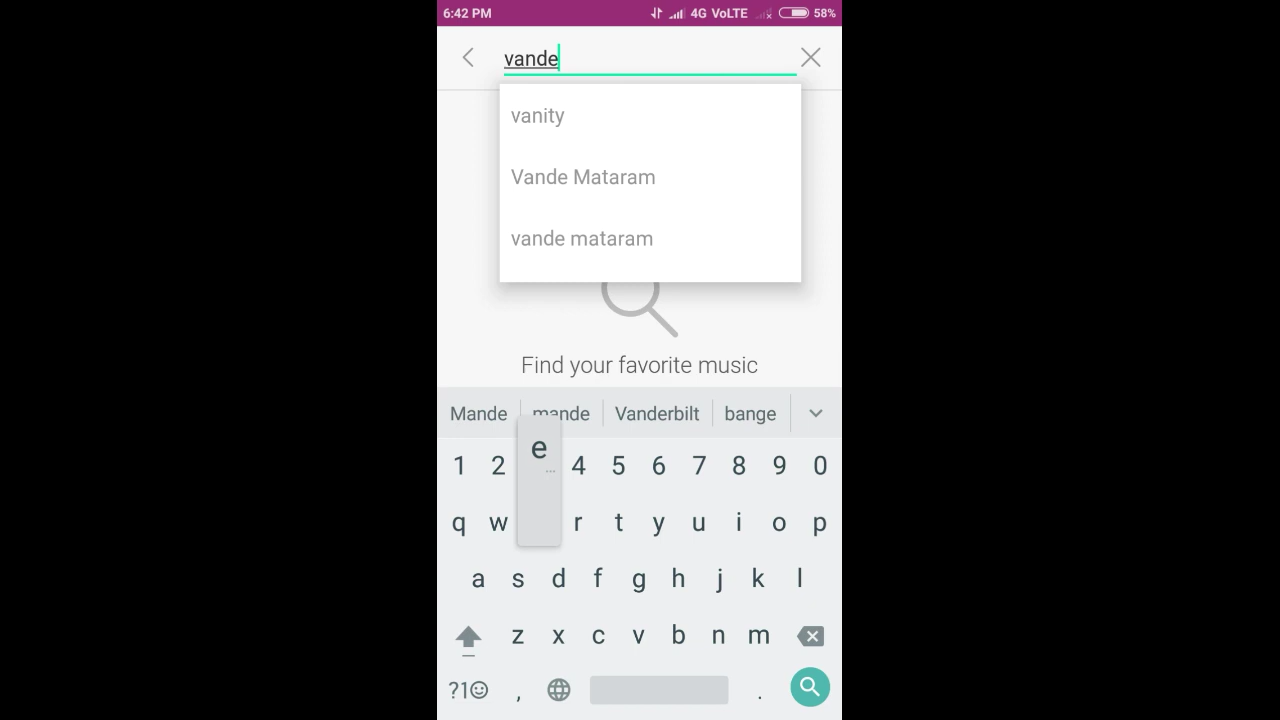 6:42 PM 4G VoLTE 58%
vande
vanity
Vande Mataram
vande mataram
Find your favorite music
Mande mande Vanderbilt bange
e
1 2 4 5 6 7 8 9 0
q w r t y u i o p
a s d f g h j k l
z x c v b n m
?1☺ , .